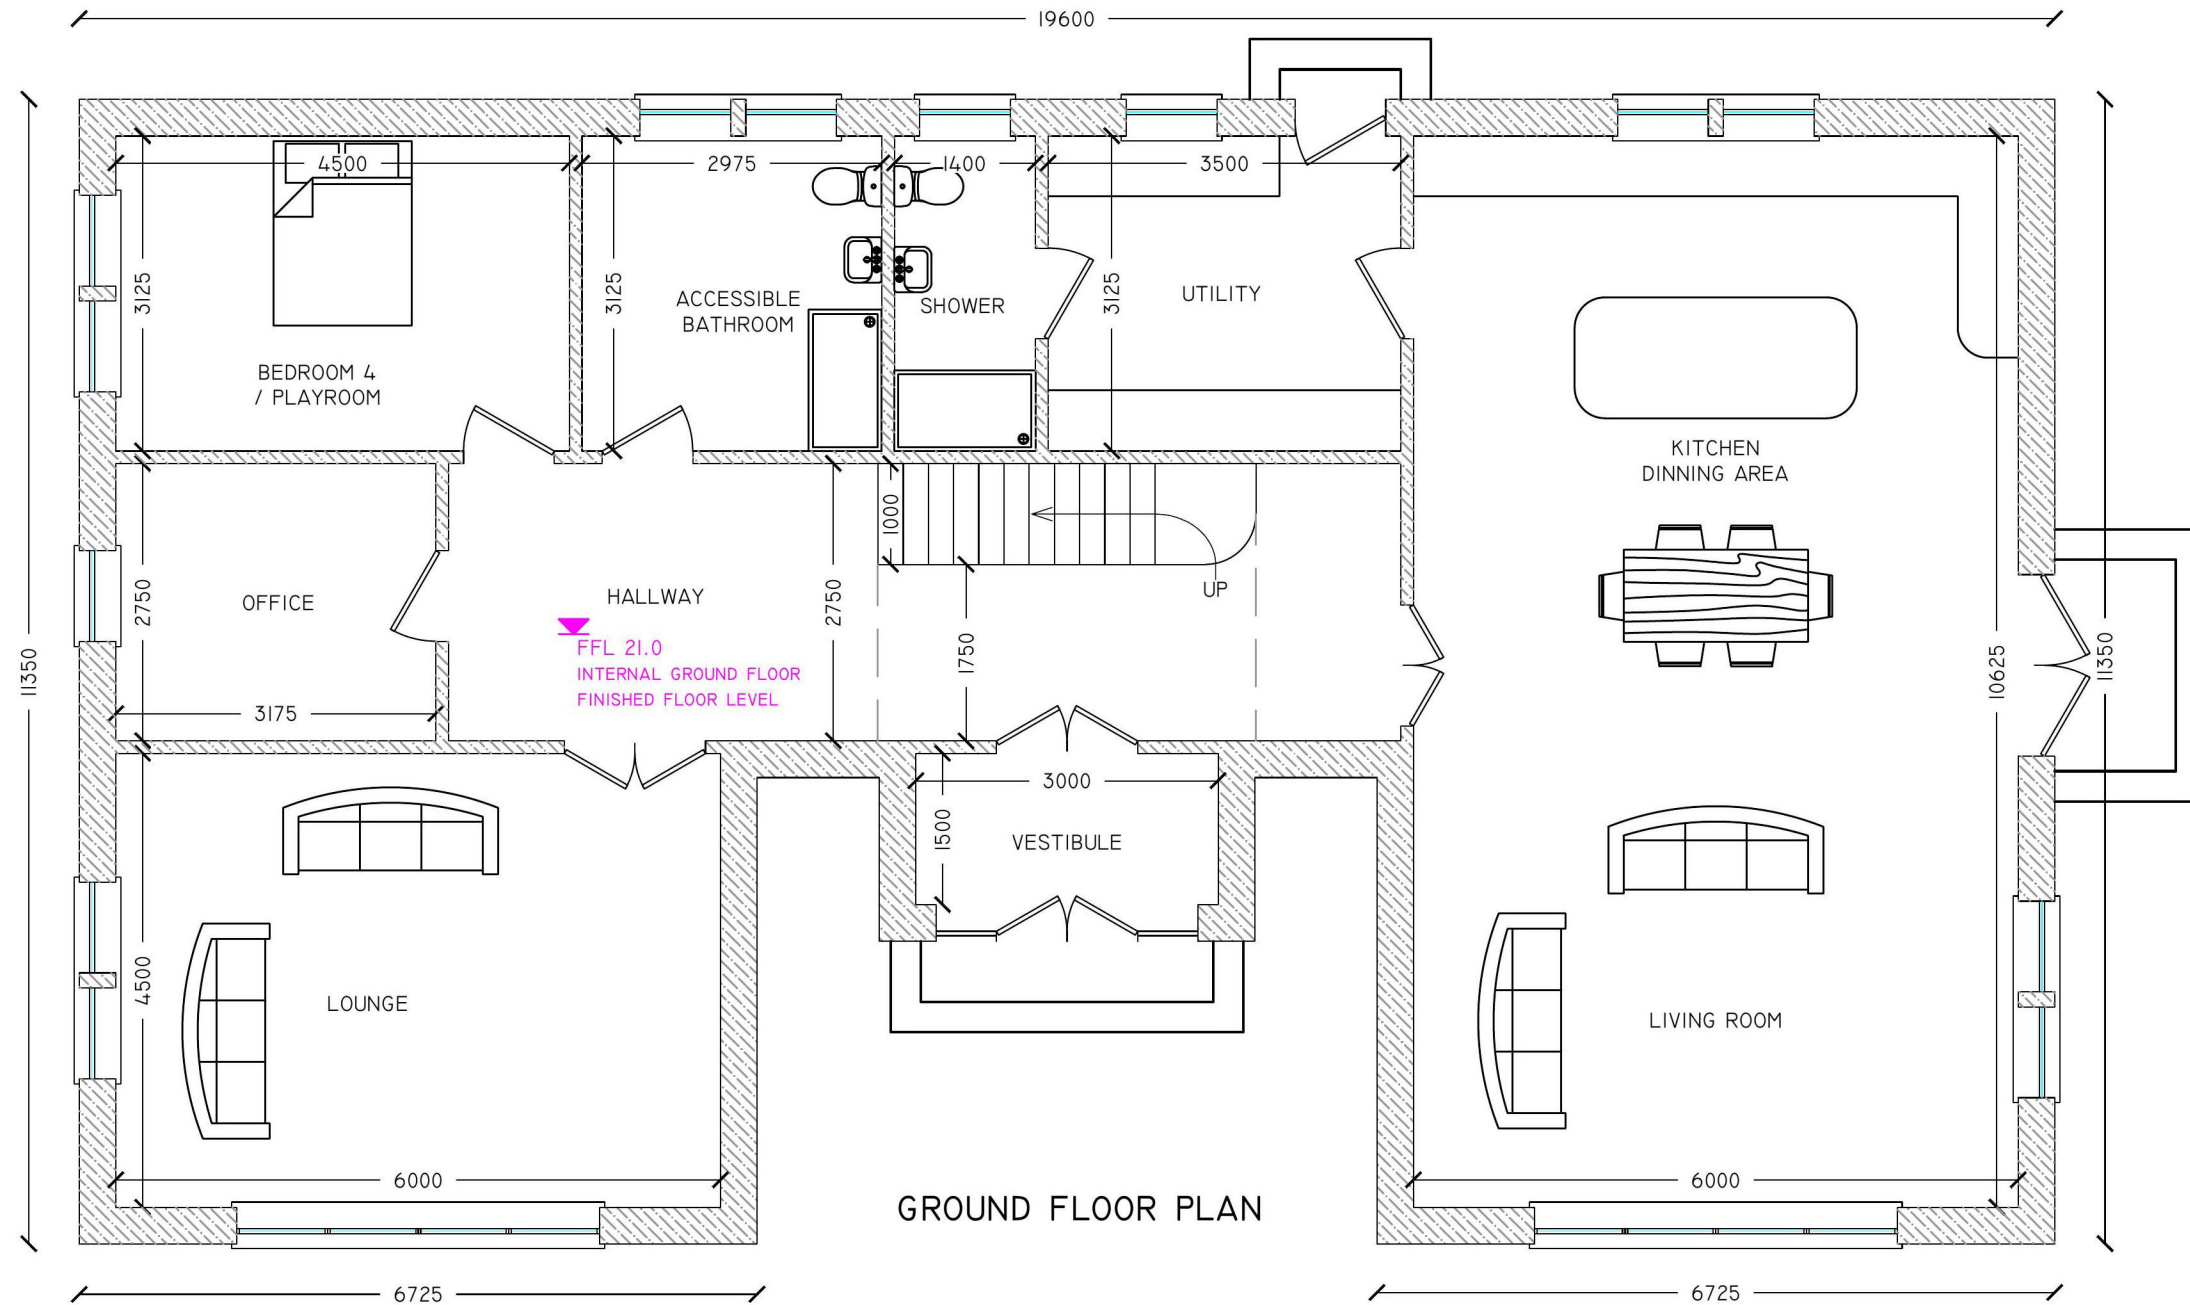 19600
4500
2975
1400
3500
3125
3125
3125
ACCESSIBLE
BATHROOM
SHOWER
UTILITY
BEDROOM 4
/ PLAYROOM
KITCHEN
DINNING AREA
1000
OFFICE
2750
HALLWAY
2750
UP
FFL 21.0
INTERNAL GROUND FLOOR
FINISHED FLOOR LEVEL
1750
11350
10625
11350
3175
3000
1500
VESTIBULE
4500
LOUNGE
LIVING ROOM
6000
6000
GROUND FLOOR PLAN
6725
6725